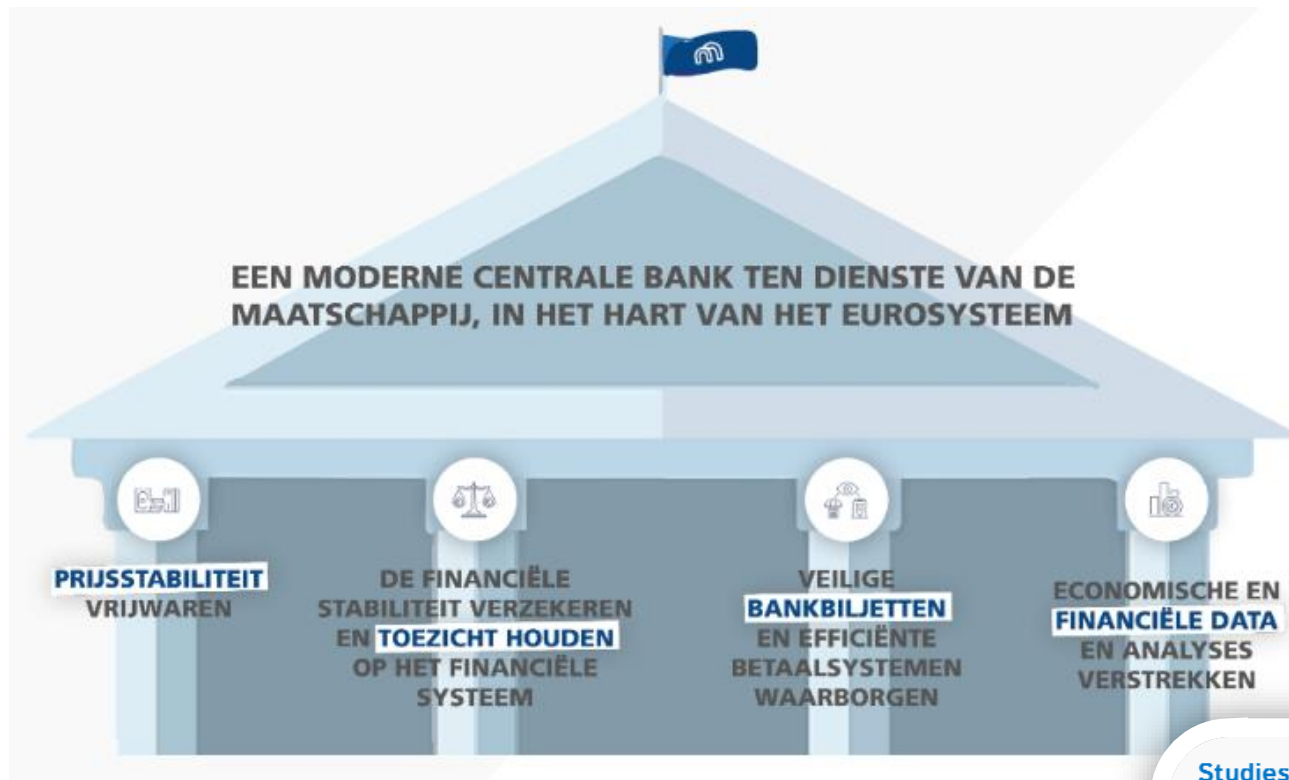 EEN MODERNE CENTRALE BANK TEN DIENSTE VAN DE
MAATSCHAPPIJ, IN HET HART VAN HET EUROSYSTEEM
PRIJSSTABILITEIT
VRIJWAREN
DE FINANCIËLE
STABILITEIT VERZEKEREN
EN TOEZICHT HOUDEN
OP HET FINANCIËLE
SYSTEEM
VEILIGE
BANKBILJETTEN
EN EFFICIËNTE
BETAALSYSTEMEN
WAARBORGEN
ECONOMISCHE EN
FINANCIËLE DATA
EN ANALYSES
VERSTREKKEN
Studies